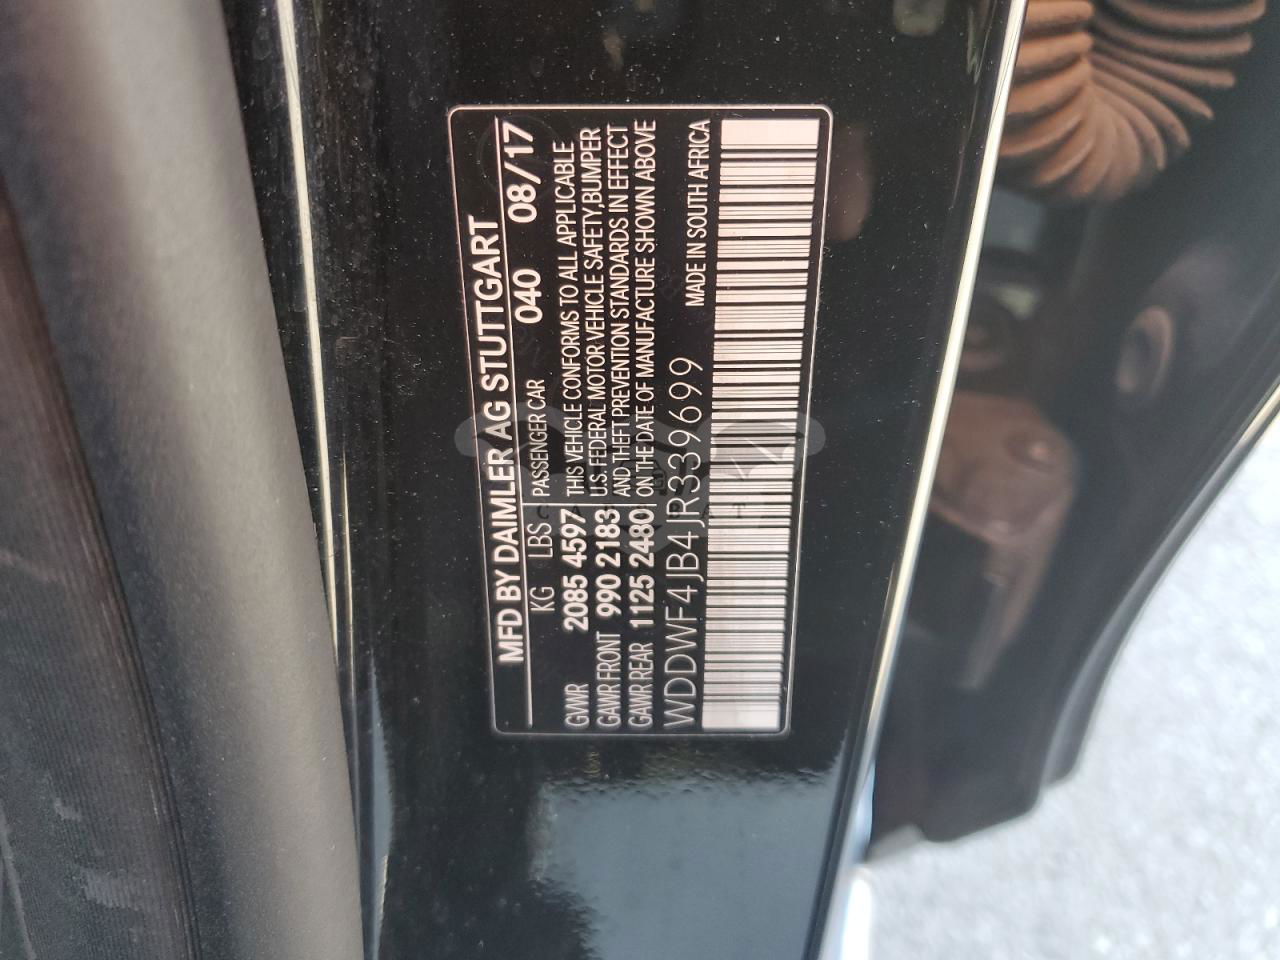 MFD BY DAIMLER AG STUTTGART
KG LBS PASSENGER CAR 040 08/17
GVWR 2085 4597 THIS VEHICLE CONFORMS TO ALL APPLICABLE
GAWR FRONT 990 2183 U.S. FEDERAL MOTOR VEHICLE SAFETY,BUMPER
GAWR REAR 1125 2480 AND THEFT PREVENTION STANDARDS IN EFFECT
ON THE DATE OF MANUFACTURE SHOWN ABOVE
WDDWF4JB4JR339699 MADE IN SOUTH AFRICA